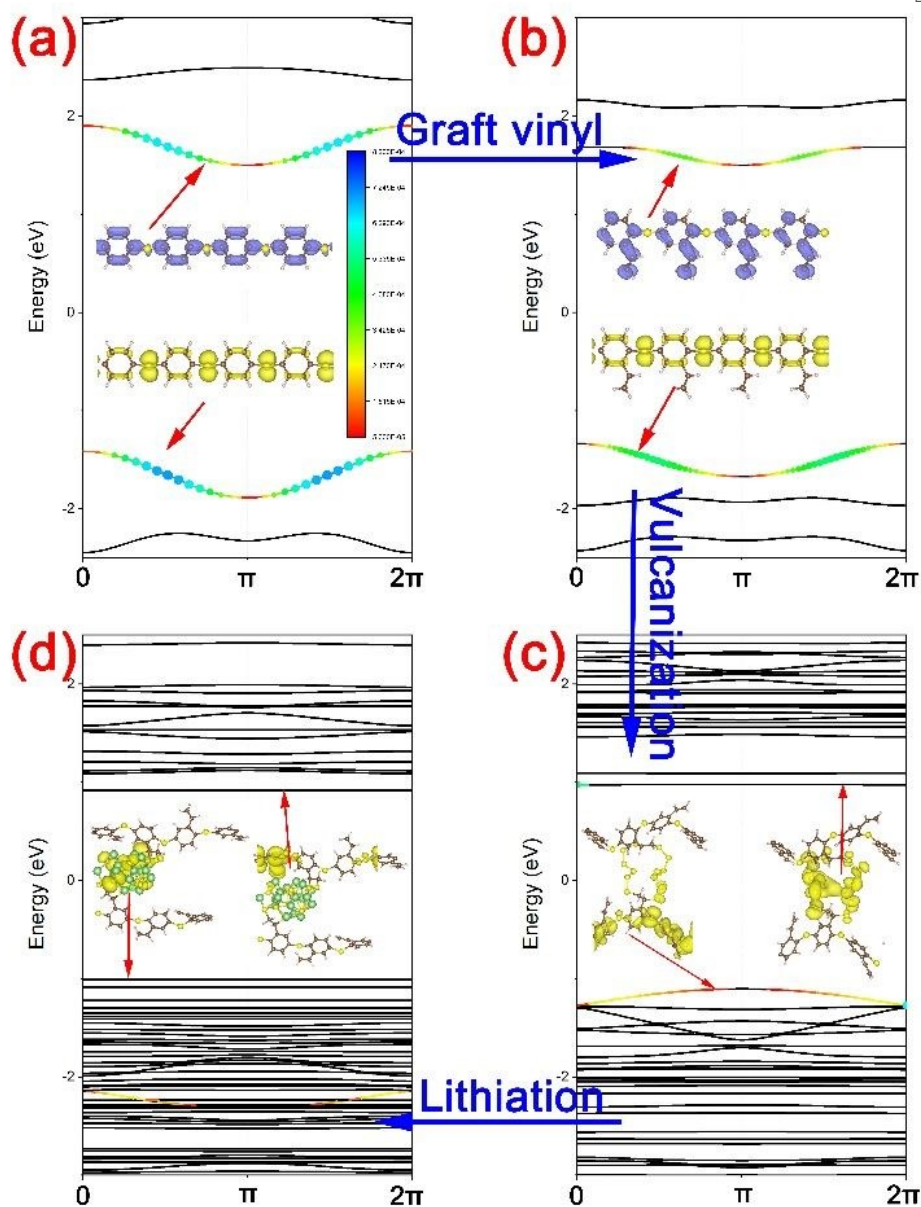 (a)
(b)
2
0
-2
Energy (eV)
0
π
2π
Graft vinyl
2
0
-2
Energy (eV)
0
π
2π
Vulcanization
(d)
(c)
2
0
-2
Energy (eV)
0
π
2π
2
0
-2
Energy (eV)
0
π
2π
Lithiation